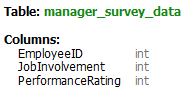 Table: manager_survey_data
Columns:
EmployeeID int
JobInvolvement int
PerformanceRating int